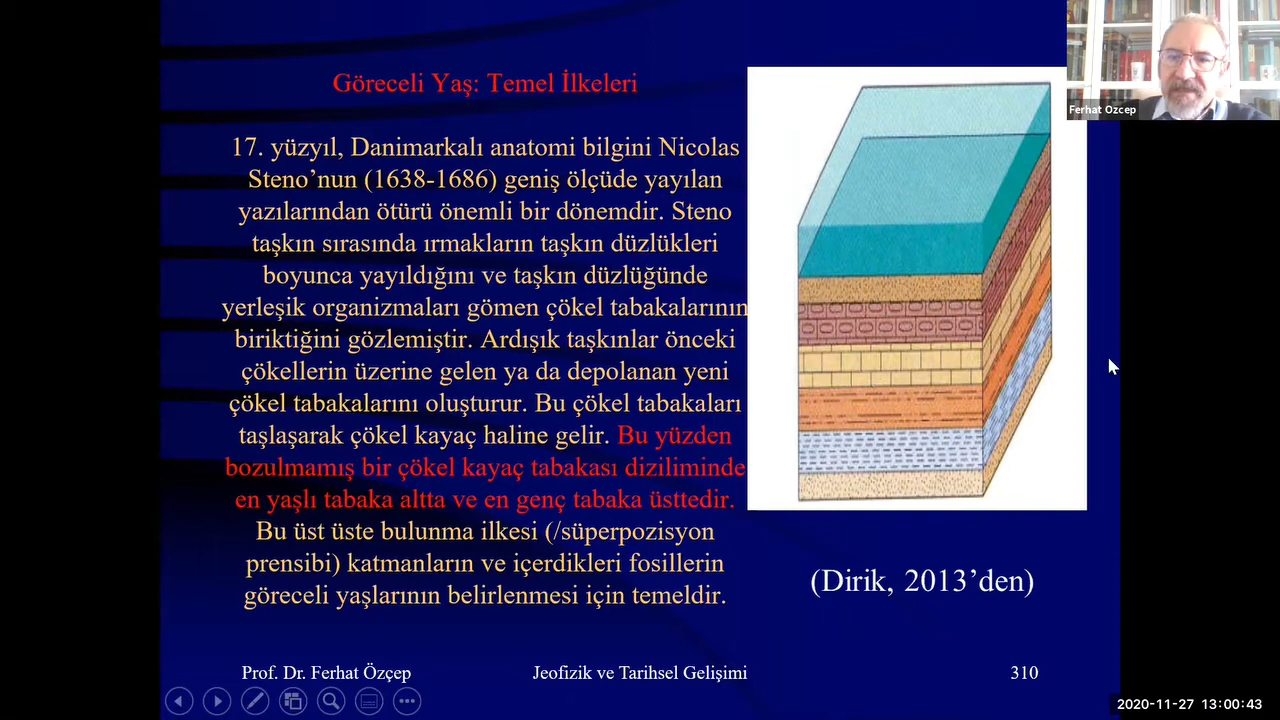 Göreceli Yaş: Temel İlkeleri
17. yüzyıl, Danimarkalı anatomi bilgini Nicolas
Steno’nun (1638-1686) geniş ölçüde yayılan
yazılarından ötürü önemli bir dönemdir. Steno
taşkın sırasında ırmakların taşkın düzlükleri
boyunca yayıldığını ve taşkın düzlüğünde
yerleşik organizmaları gömen çökel tabakalarının
biriktiğini gözlemiştir. Ardışık taşkınlar önceki
çökellerin üzerine gelen ya da depolanan yeni
çökel tabakalarını oluşturur. Bu çökel tabakaları
taşlaşarak çökel kayaç haline gelir. Bu yüzden
bozulmamış bir çökel kayaç tabakası diziliminde
en yaşlı tabaka altta ve en genç tabaka üsttedir.
Bu üst üste bulunma ilkesi (/süperpozisyon
prensibi) katmanların ve içerdikleri fosillerin
göreceli yaşlarının belirlenmesi için temeldir.
(Dirik, 2013’den)
Prof. Dr. Ferhat Özçep
Jeofizik ve Tarihsel Gelişimi
310
Ferhat Ozcep
2020-11-27 13:00:43